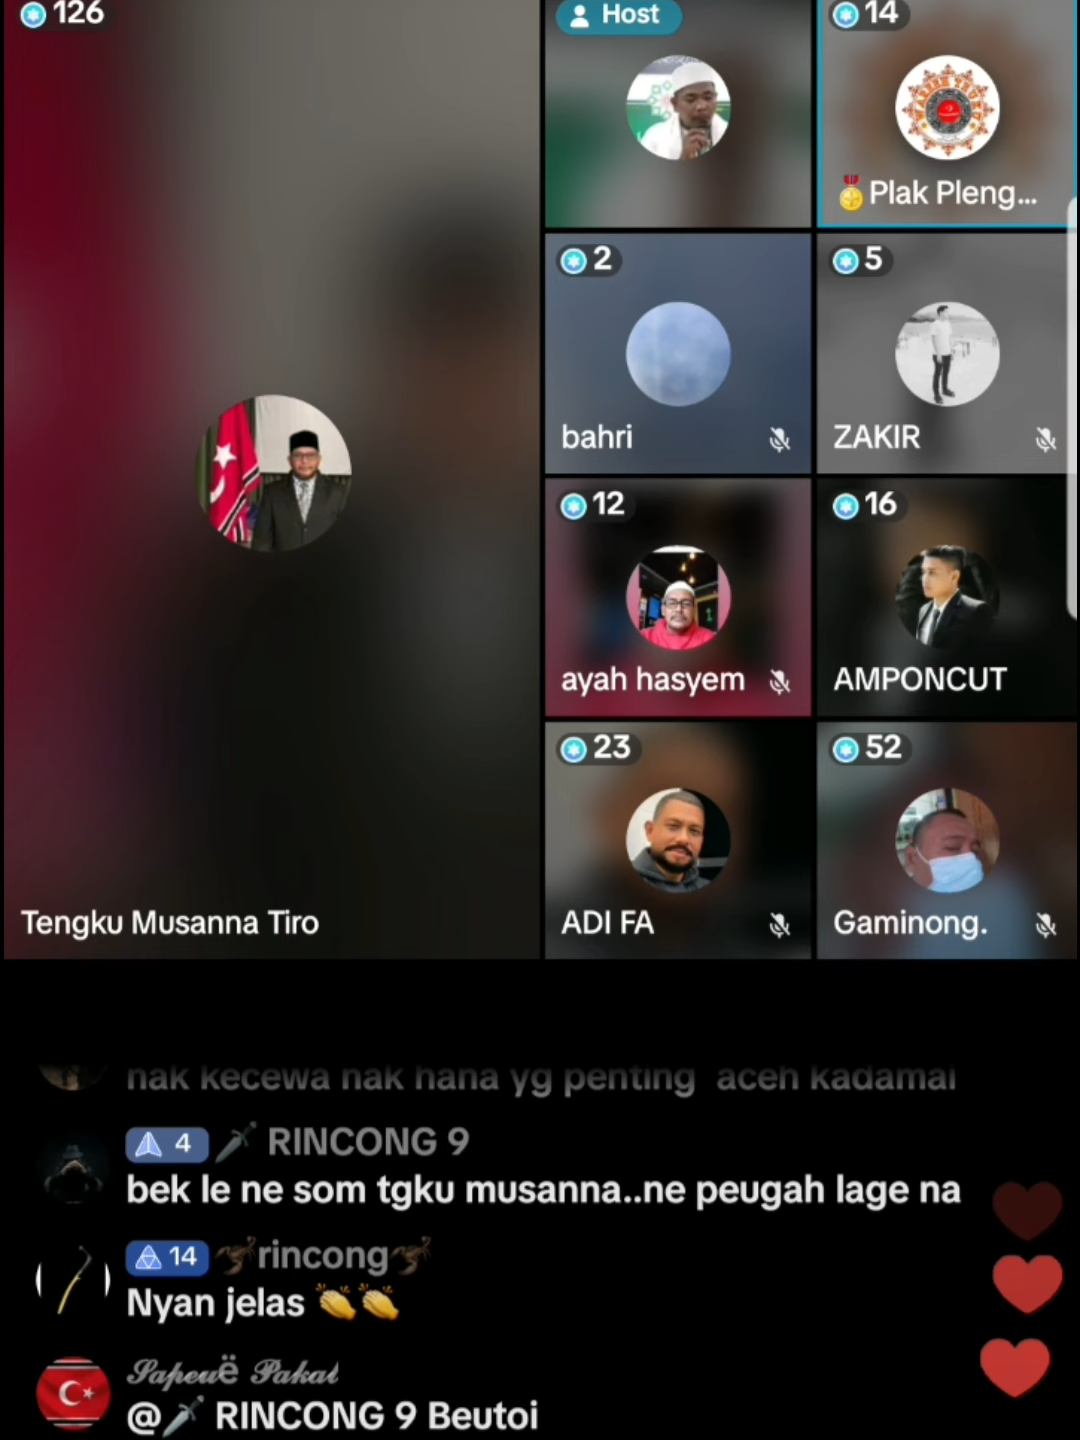 126
Host
14
Plak Pleng...
2
bahri
5
ZAKIR
12
ayah hasyem
16
AMPONCUT
23
ADI FA
52
Gaminong.
Tengku Musanna Tiro
nak kecewa nak hana yg penting aceh kadamai
4 RINCONG 9
bek le ne som tgku musanna..ne peugah lage na
14 rincong
Nyan jelas 👏👏
𝒮𝒶𝓅𝑒𝓊ë 𝒫𝒶𝓀𝒶𝓉
@🗡️ RINCONG 9 Beutoi